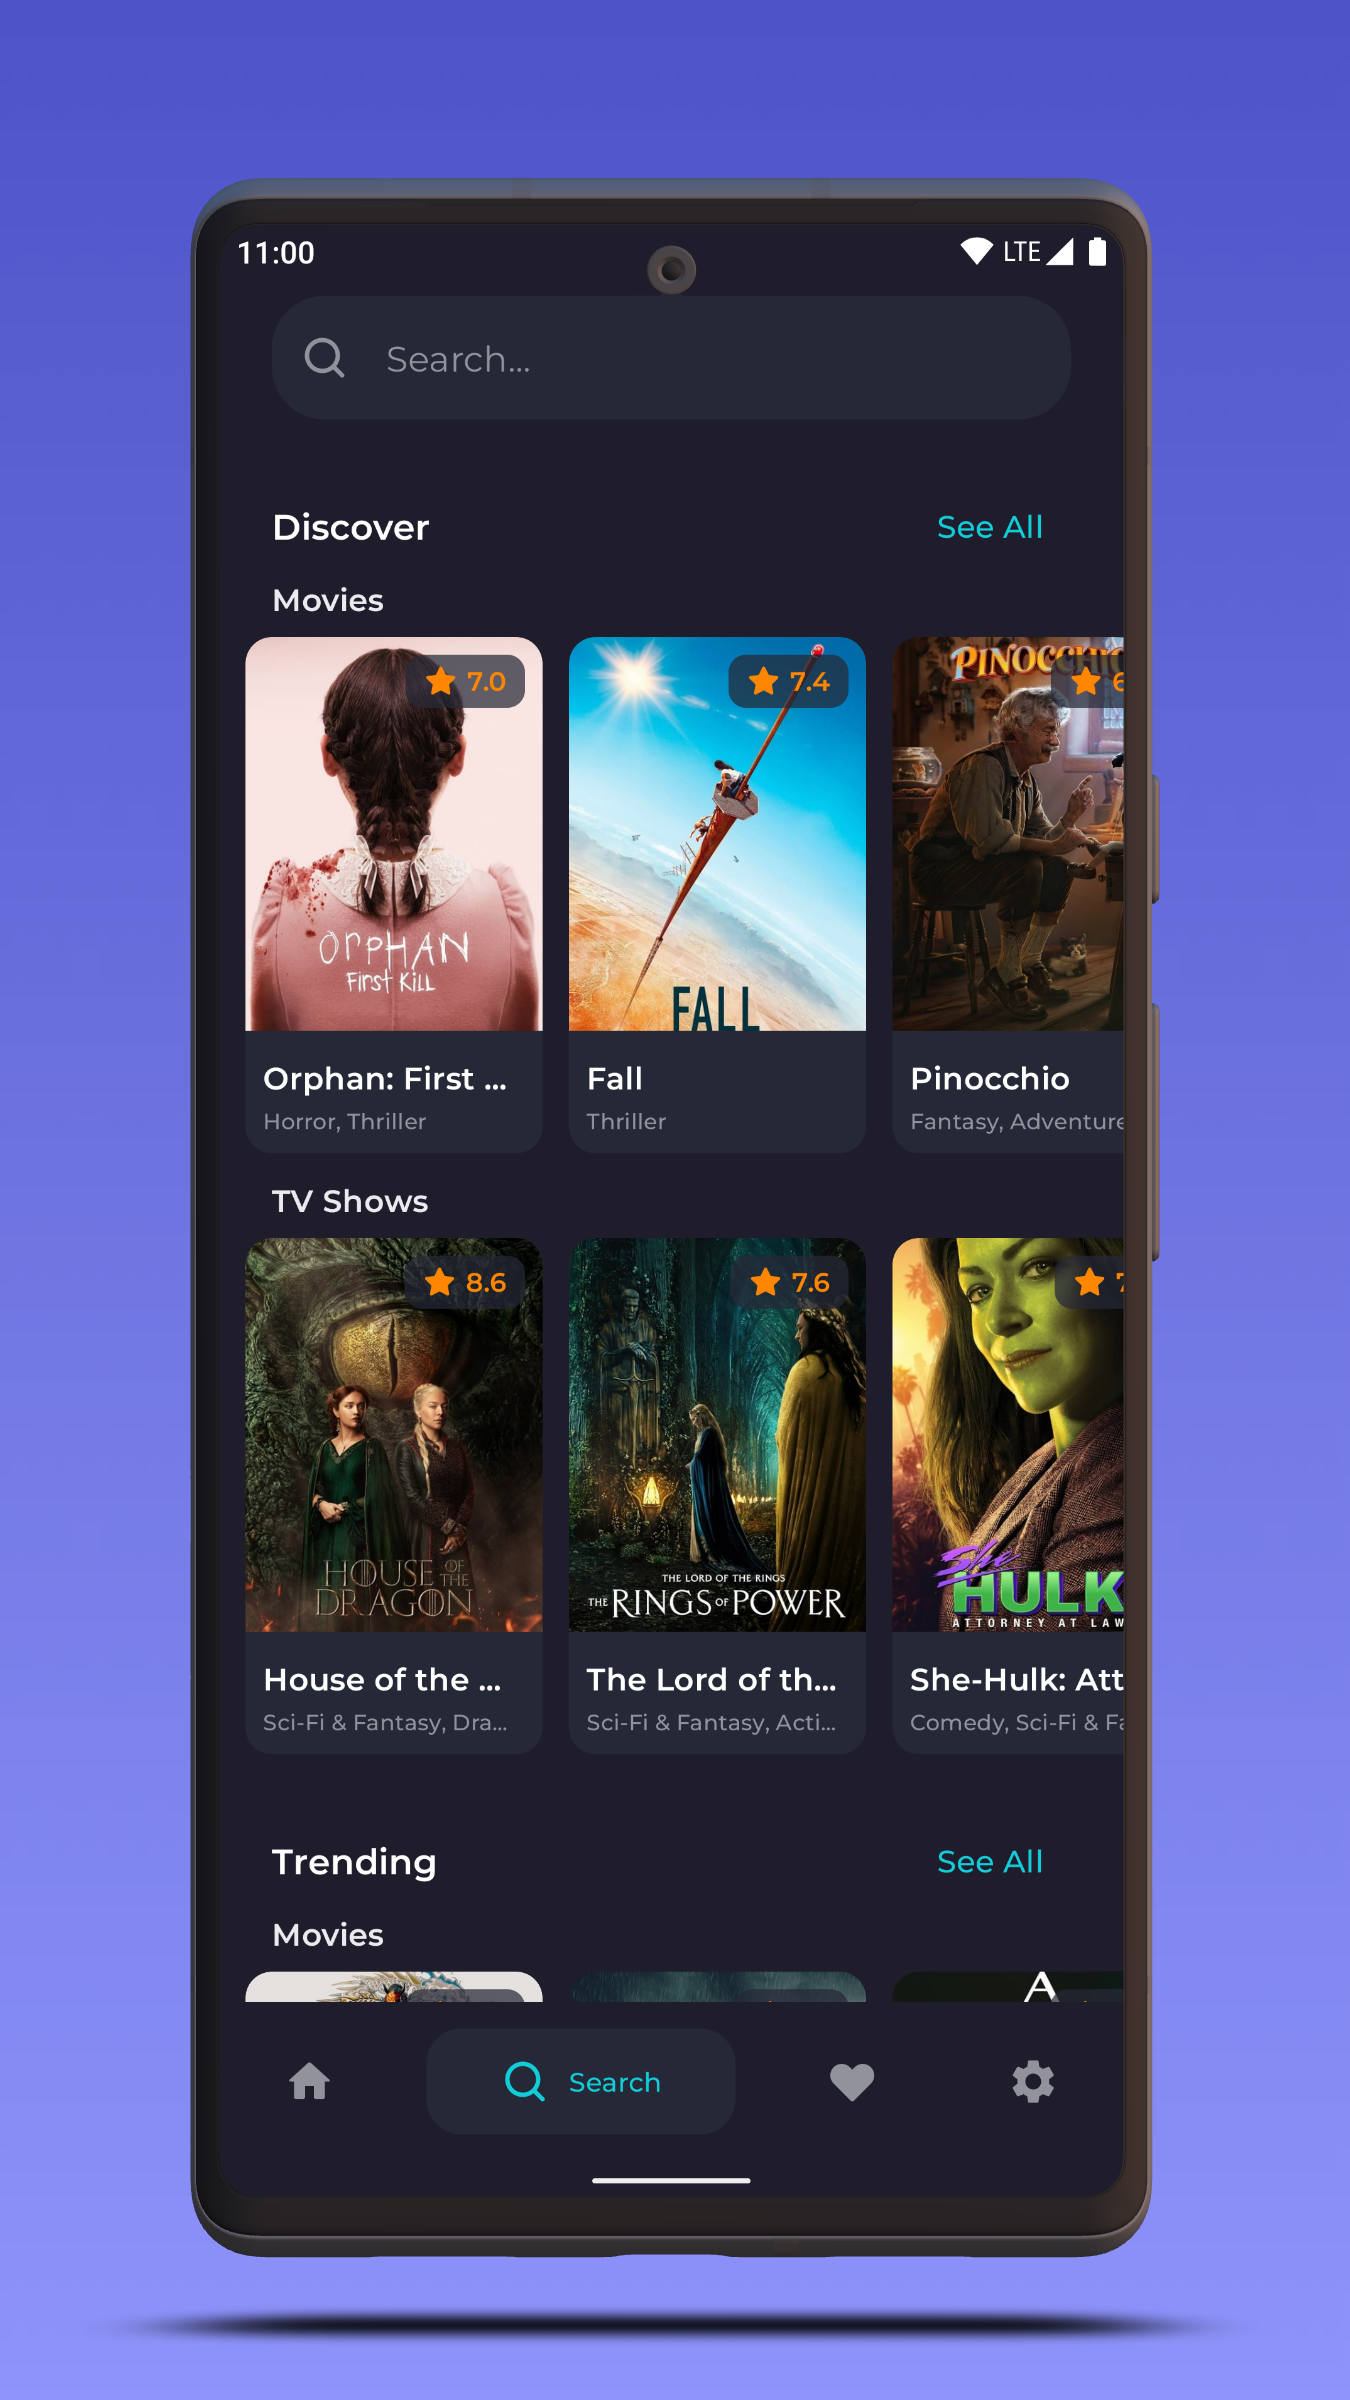 11:00
LTE
Search...
Discover
See All
Movies
7.0
7.4
6
ORPHAN
FIRST KILL
FALL
PINOCCHIO
Orphan: First ...
Fall
Pinocchio
Horror, Thriller
Thriller
Fantasy, Adventure
TV Shows
8.6
7.6
7
HOUSE OF THE
DRAGON
THE LORD OF THE RINGS
THE RINGS OF POWER
She
HULK
ATTORNEY AT LAW
House of the ...
The Lord of th...
She-Hulk: Att
Sci-Fi & Fantasy, Dra...
Sci-Fi & Fantasy, Acti...
Comedy, Sci-Fi & Fa
Trending
See All
Movies
A
Search